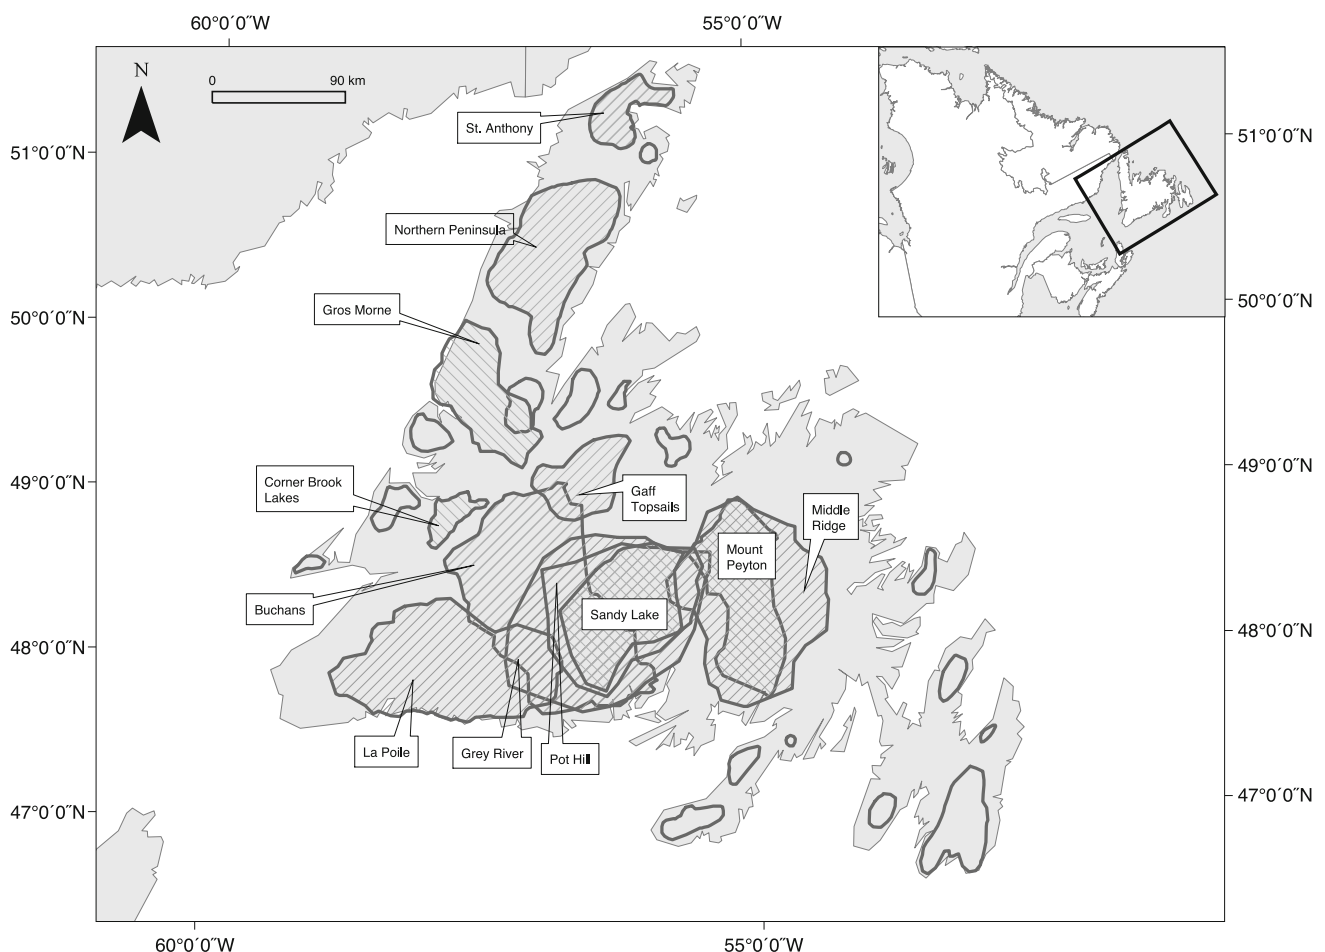 60°0´0˝W
55°0´0˝W
N
0
90 km
St. Anthony
51°0´0˝N
51°0´0˝N
Northern Peninsula
Gros Morne
50°0´0˝N
50°0´0˝N
49°0´0˝N
49°0´0˝N
Corner Brook
Lakes
Gaff
Topsails
Middle
Ridge
Mount
Peyton
Buchans
Sandy Lake
48°0´0˝N
48°0´0˝N
La Poile
Grey River
Pot Hill
47°0´0˝N
47°0´0˝N
60°0´0˝W
55°0´0˝W